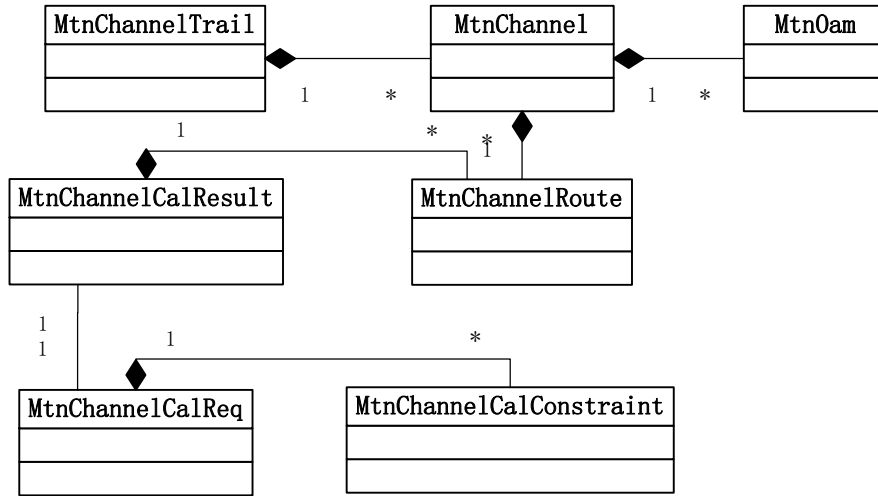 MtnChannelTrail
MtnChannel
MtnOam
1
*
1
*
1
*
*
1
MtnChannelCalResult
MtnChannelRoute
1
1
1
*
MtnChannelCalReq
MtnChannelCalConstraint